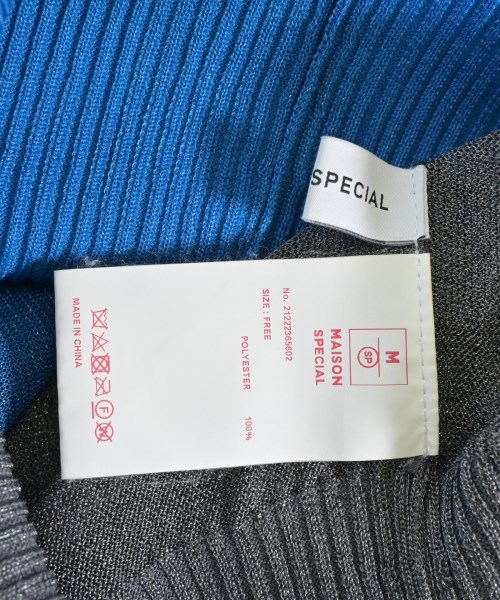 SPECIAL
M
SP
MAISON
SPECIAL
No. 21222365602
SIZE : FREE
POLYESTER 100%
F
W
MADE IN CHINA